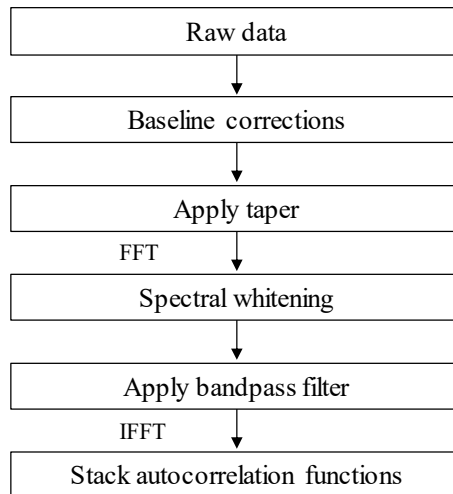 Raw data
Baseline corrections
Apply taper
FFT
Spectral whitening
Apply bandpass filter
IFFT
Stack autocorrelation functions